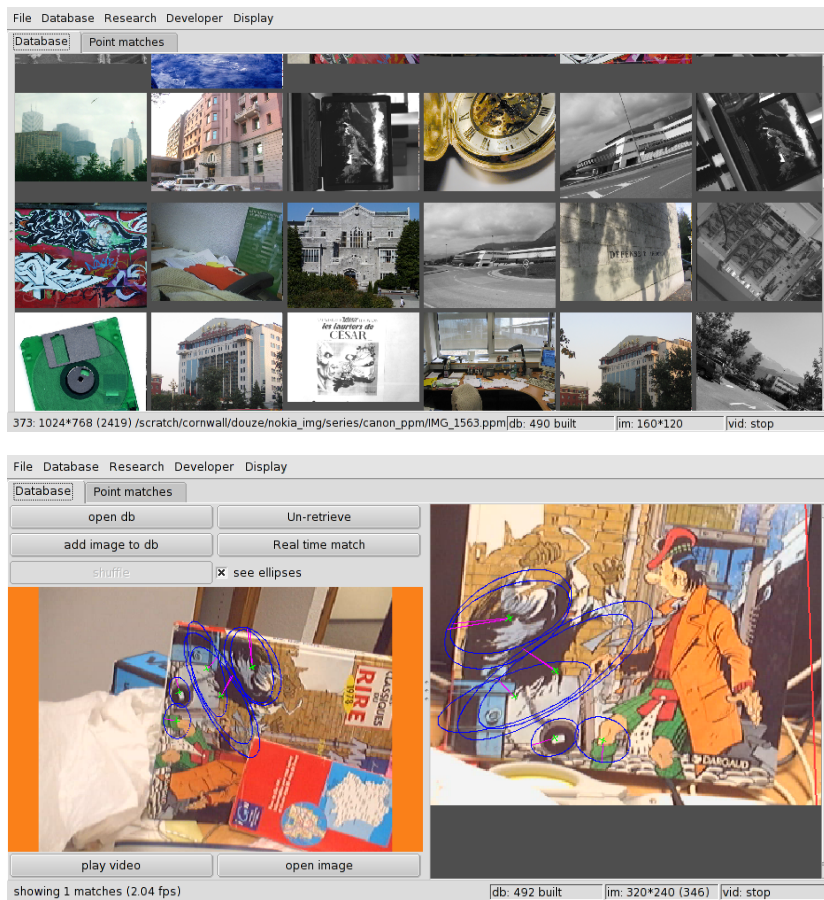 File Database Research Developer Display
Database Point matches
les lauriers de
CESAR
373: 1024*768 (2419) /scratch/cornwall/douze/nokia_img/series/canon_ppm/IMG_1563.ppm db: 490 built im: 160*120 vid: stop
File Database Research Developer Display
Database Point matches
open db Un-retrieve
add image to db Real time match
shuffle see ellipses
CLASSIQUES
DU
RIRE
1978
DARGAUD
play video open image
showing 1 matches (2.04 fps) db: 492 built im: 320*240 (346) vid: stop